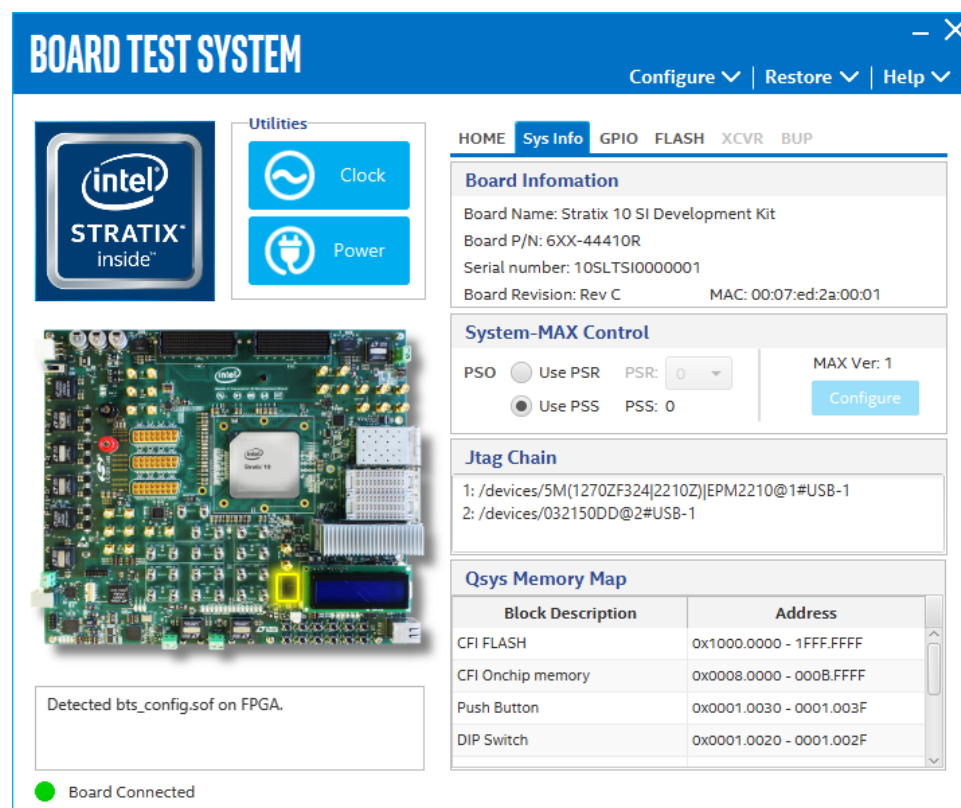 BOARD TEST SYSTEM
Configure
Restore
Help
Utilities
Clock
Power
intel
STRATIX
inside™
HOME
Sys Info
GPIO
FLASH
XCVR
BUP
Board Infomation
Board Name: Stratix 10 SI Development Kit
Board P/N: 6XX-44410R
Serial number: 10SLTSI0000001
Board Revision: Rev C MAC: 00:07:ed:2a:00:01
System-MAX Control
PSO Use PSR PSR: 0
Use PSS PSS: 0
MAX Ver: 1
Configure
Jtag Chain
1: /devices/5M(1270ZF324|2210Z)|EPM2210@1#USB-1
2: /devices/032150DD@2#USB-1
Qsys Memory Map
Block Description Address
CFI FLASH 0x1000.0000 - 1FFF.FFFF
CFI Onchip memory 0x0008.0000 - 000B.FFFF
Push Button 0x0001.0030 - 0001.003F
DIP Switch 0x0001.0020 - 0001.002F
intel
intel
Stratix 10
Detected bts_config.sof on FPGA.
Board Connected